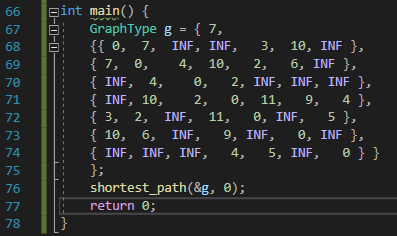 66 int main() {
67 GraphType g = { 7,
68 {{ 0, 7, INF, INF, 3, 10, INF },
69 { 7, 0, 4, 10, 2, 6, INF },
70 { INF, 4, 0, 2, INF, INF, INF },
71 { INF, 10, 2, 0, 11, 9, 4 },
72 { 3, 2, INF, 11, 0, INF, 5 },
73 { 10, 6, INF, 9, INF, 0, INF },
74 { INF, INF, INF, 4, 5, INF, 0 } }
75 };
76 shortest_path(&g, 0);
77 return 0;
78 }